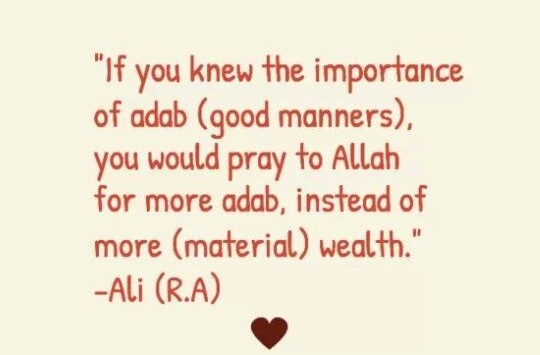 "If you knew the importance
of adab (good manners),
you would pray to Allah
for more adab, instead of
more (material) wealth."
-Ali (R.A)